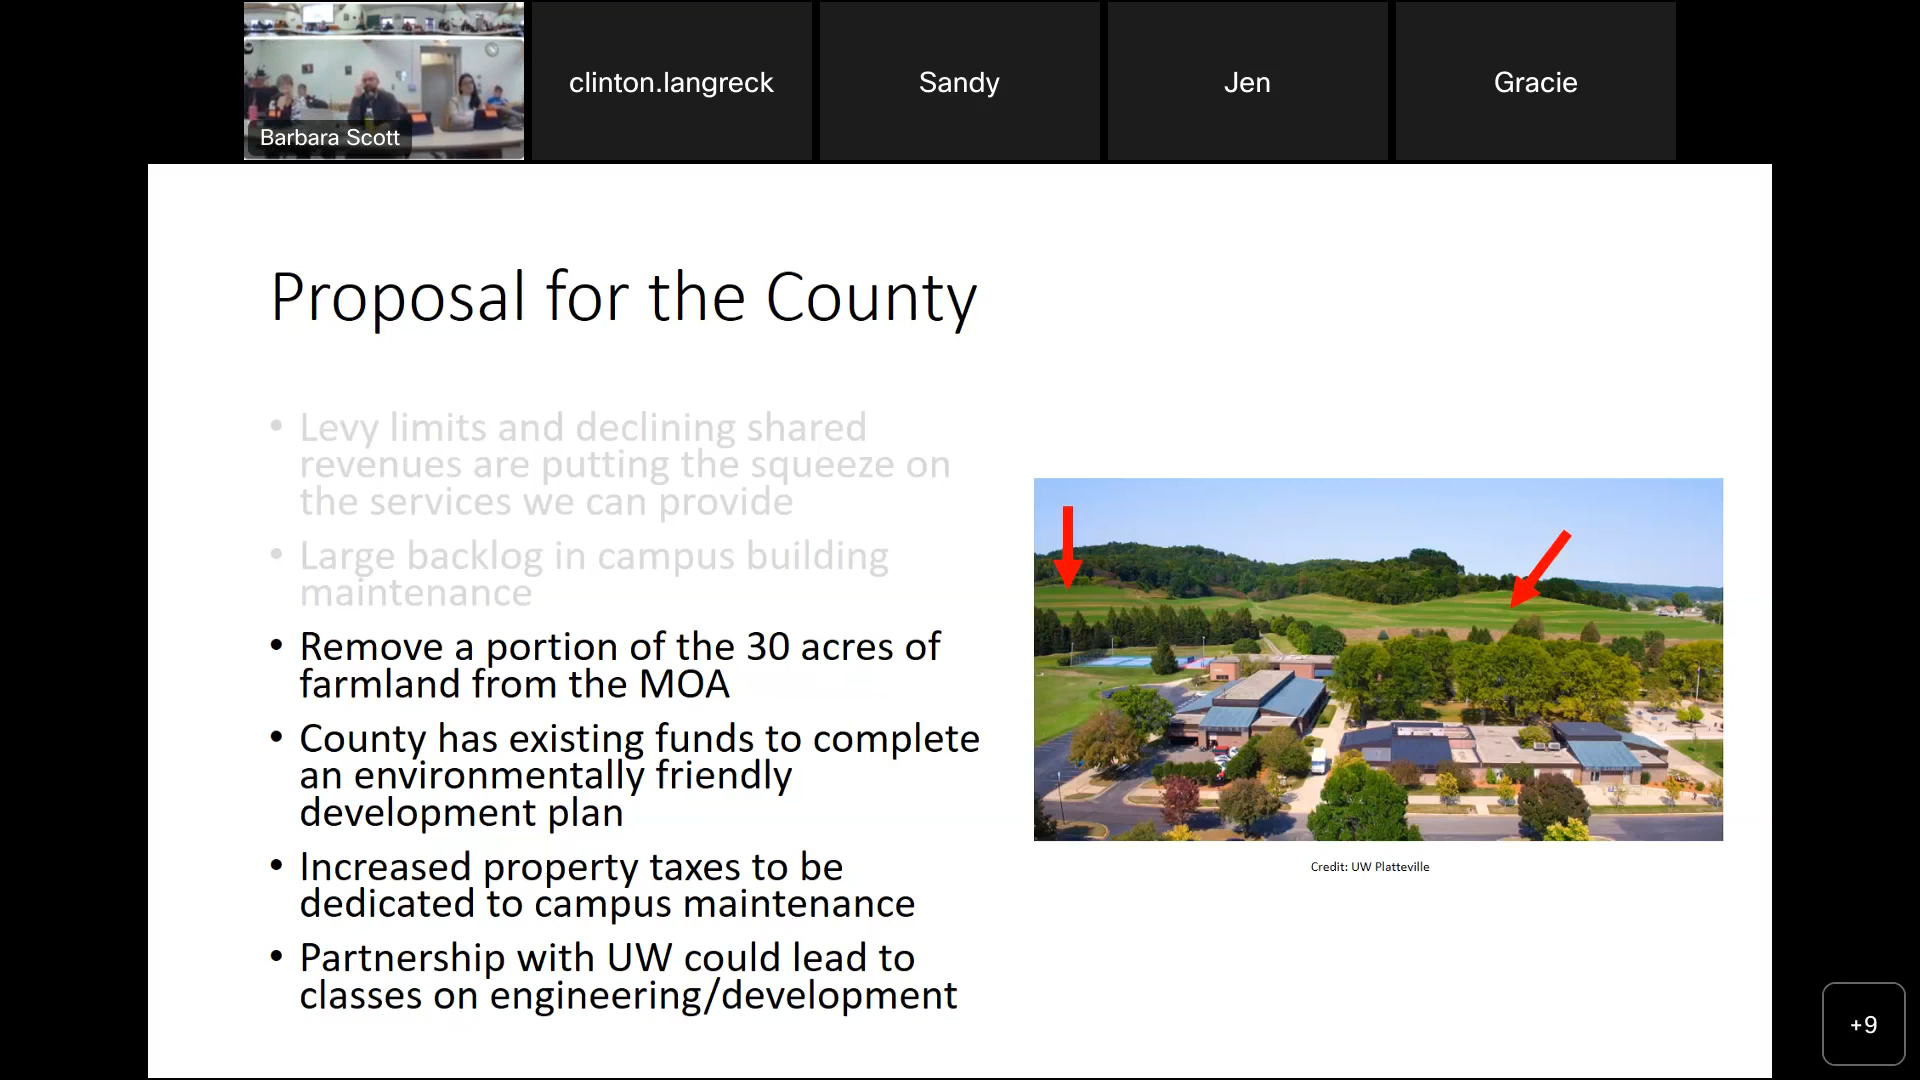 Barbara Scott
clinton.langreck
Sandy
Jen
Gracie
Proposal for the County
• Levy limits and declining shared
revenues are putting the squeeze on
the services we can provide
• Large backlog in campus building
maintenance
• Remove a portion of the 30 acres of
farmland from the MOA
• County has existing funds to complete
an environmentally friendly
development plan
• Increased property taxes to be
dedicated to campus maintenance
• Partnership with UW could lead to
classes on engineering/development
Credit: UW Platteville
+9